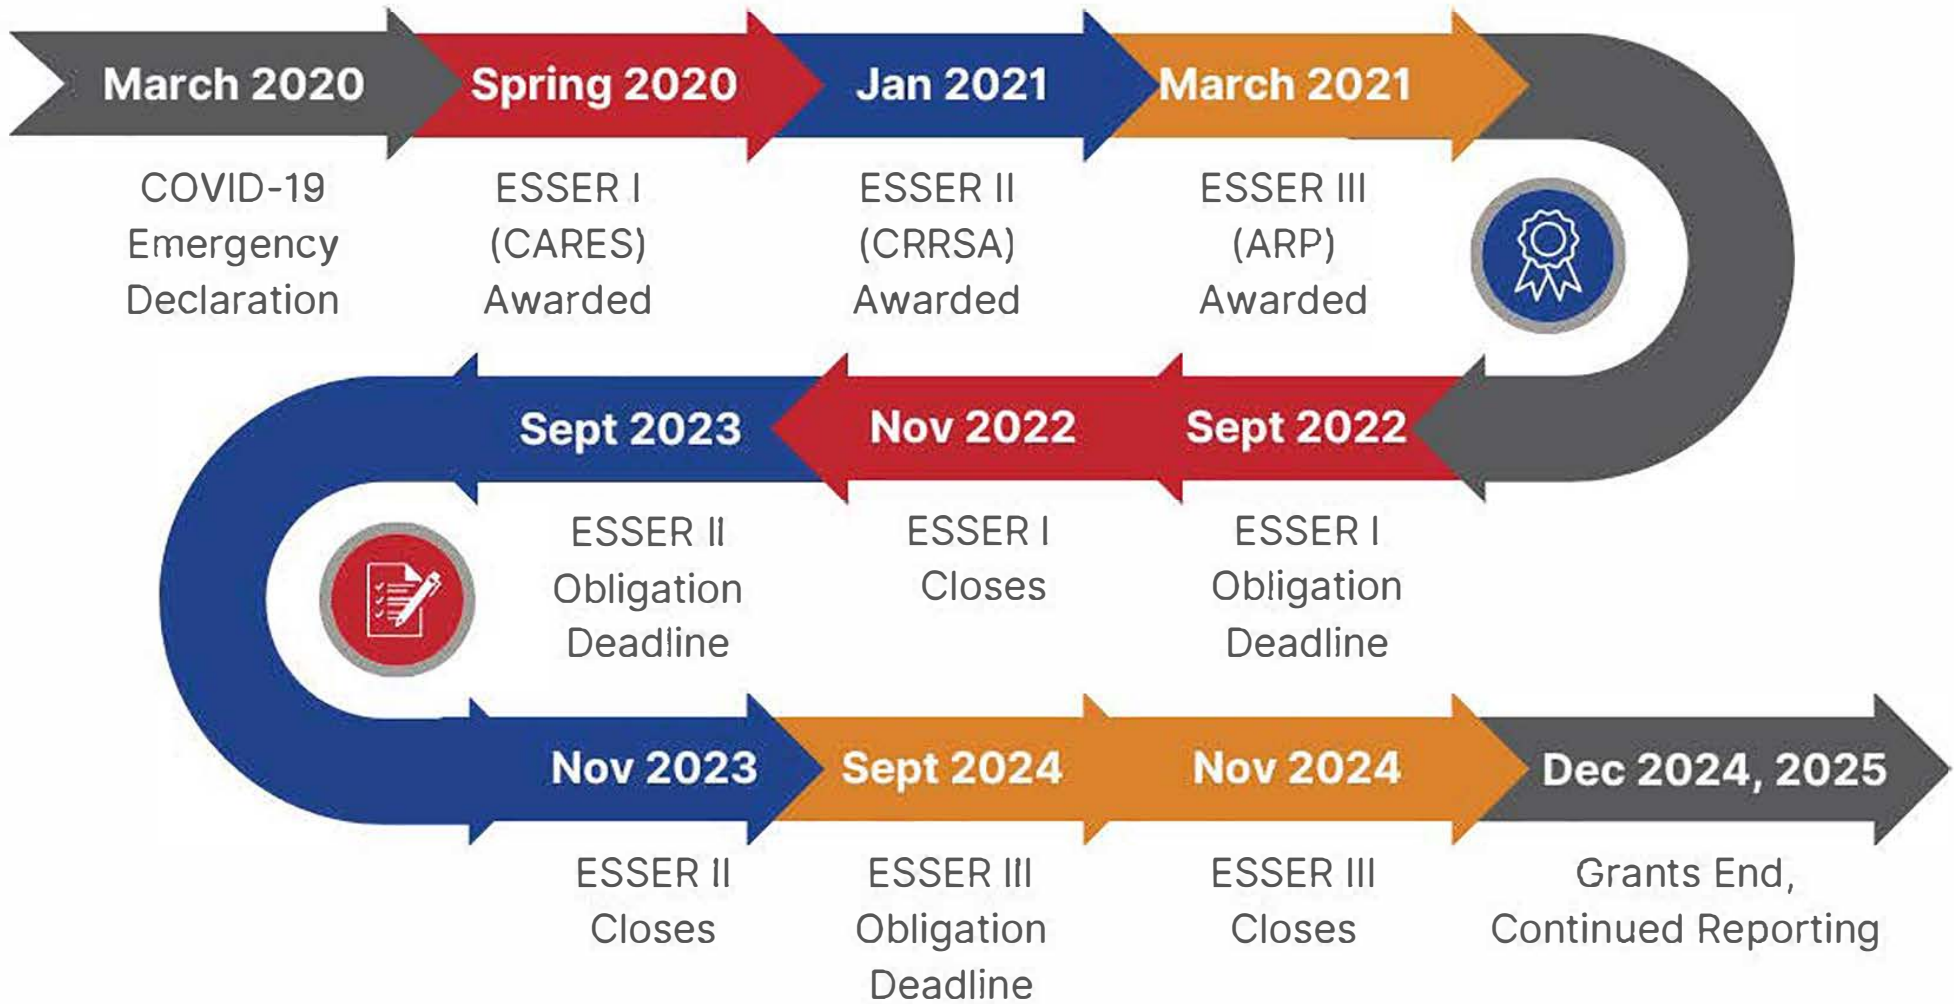 March 2020
COVID-19
Emergency
Declaration
Spring 2020
ESSER I
(CARES)
Awarded
Jan 2021
ESSER II
(CRRSA)
Awarded
March 2021
ESSER III
(ARP)
Awarded
Sept 2022
ESSER I
Obligation
Deadline
Nov 2022
ESSER I
Closes
Sept 2023
ESSER II
Obligation
Deadline
Nov 2023
ESSER II
Closes
Sept 2024
ESSER III
Obligation
Deadline
Nov 2024
ESSER III
Closes
Dec 2024, 2025
Grants End,
Continued Reporting